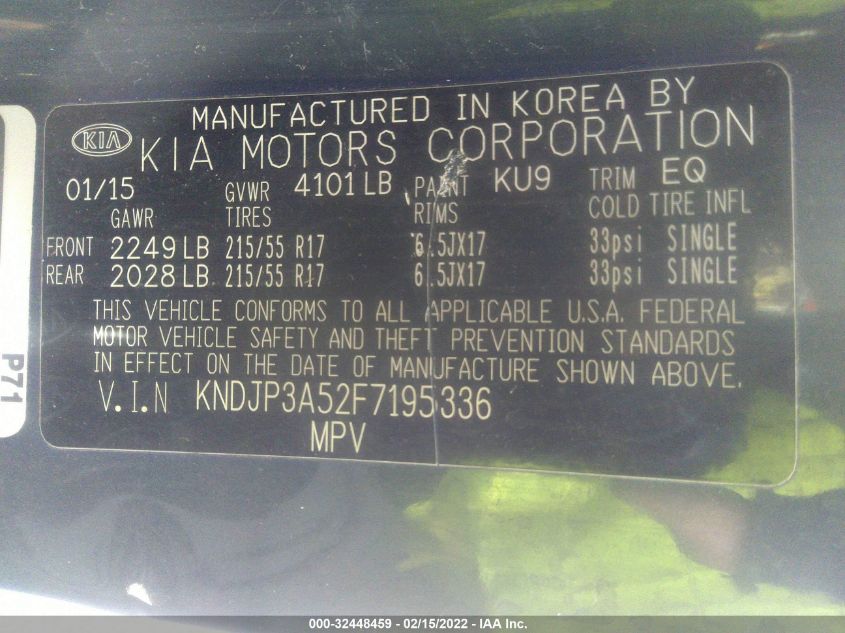 MANUFACTURED IN KOREA BY
KIA KIA MOTORS CORPORATION
01/15 GVWR 4101 LB PAINT KU9 TRIM EQ
GAWR TIRES RIMS COLD TIRE INFL
FRONT 2249 LB 215/55 R17 6.5JX17 33psi SINGLE
REAR 2028 LB 215/55 R17 6.5JX17 33psi SINGLE
THIS VEHICLE CONFORMS TO ALL APPLICABLE U.S.A. FEDERAL
MOTOR VEHICLE SAFETY AND THEFT PREVENTION STANDARDS
IN EFFECT ON THE DATE OF MANUFACTURE SHOWN ABOVE.
V.I.N KNDJP3A52F7195336
MPV
P71
000-32448459 - 02/15/2022 - IAA Inc.